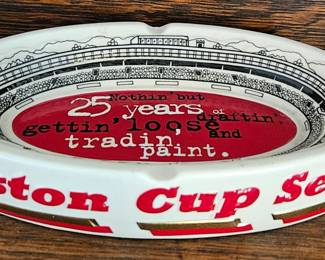 Nothin' but
25 years of
draftin',
gettin', loose
and
tradin'
paint.
ston Cup Se